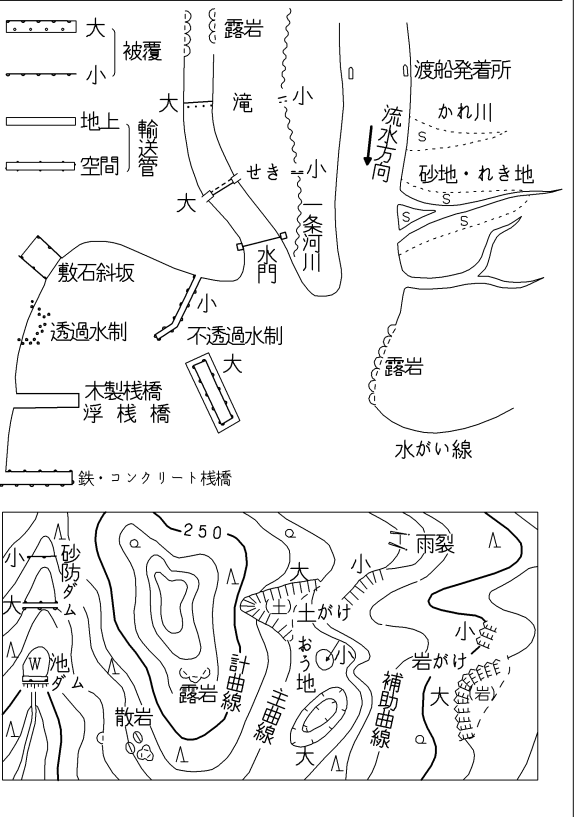 大
被覆
小
地上
輸送管
空間
露岩
大
滝
小
せき
小
大
一条河川
水門
渡船発着所
流水方向
かれ川
S
砂地・れき地
S
S
S
敷石斜坂
小
透過水制
不透過水制
大
木製桟橋
浮桟橋
鉄・コンクリート桟橋
露岩
水がい線
250
小
砂防ダム
大
W
池
ダム
露岩
散岩
計曲線
主曲線
大
小
(土)
土がけ
おう地
小
大
補助曲線
雨裂
小
岩がけ
大
(岩)